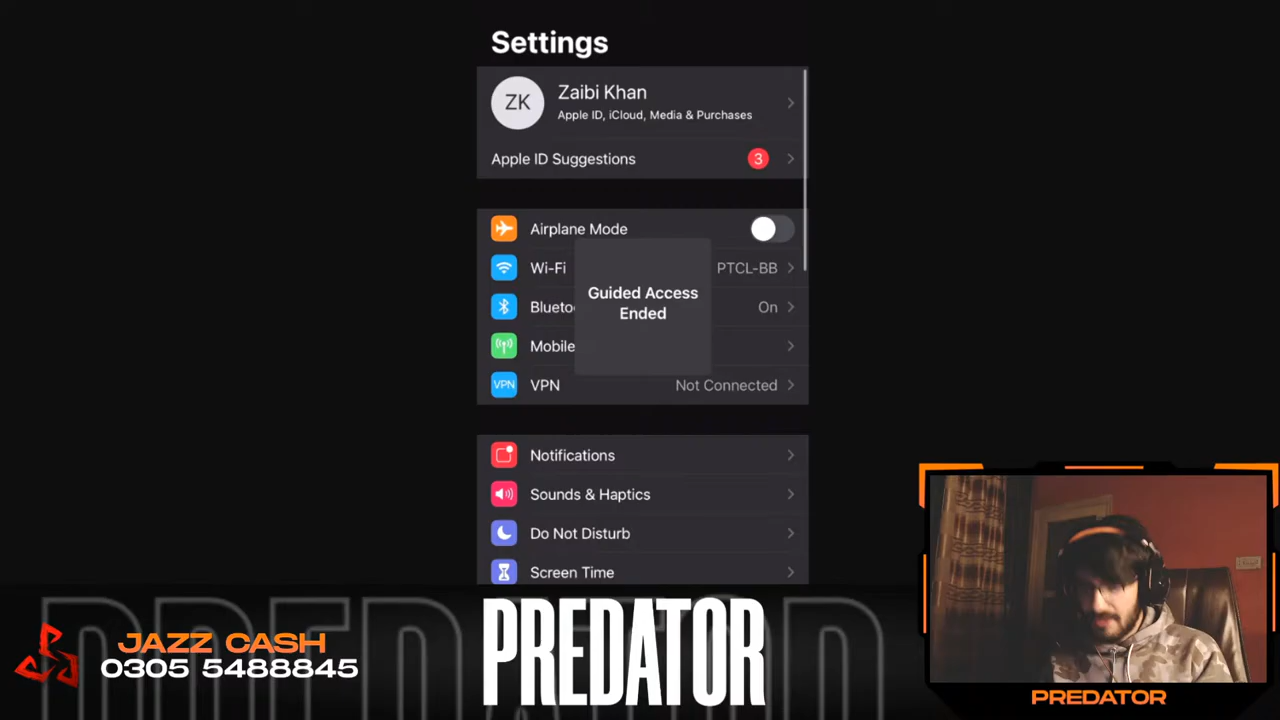 Settings
ZK
Zaibi Khan
Apple ID, iCloud, Media & Purchases
Apple ID Suggestions
3
Airplane Mode
Wi-Fi
PTCL-BB
Blueto
On
Guided Access
Ended
Mobile
VPN
VPN
Not Connected
Notifications
Sounds & Haptics
Do Not Disturb
Screen Time
JAZZ CASH
0305 5488845
PREDATOR
PREDATOR
PREDATOR